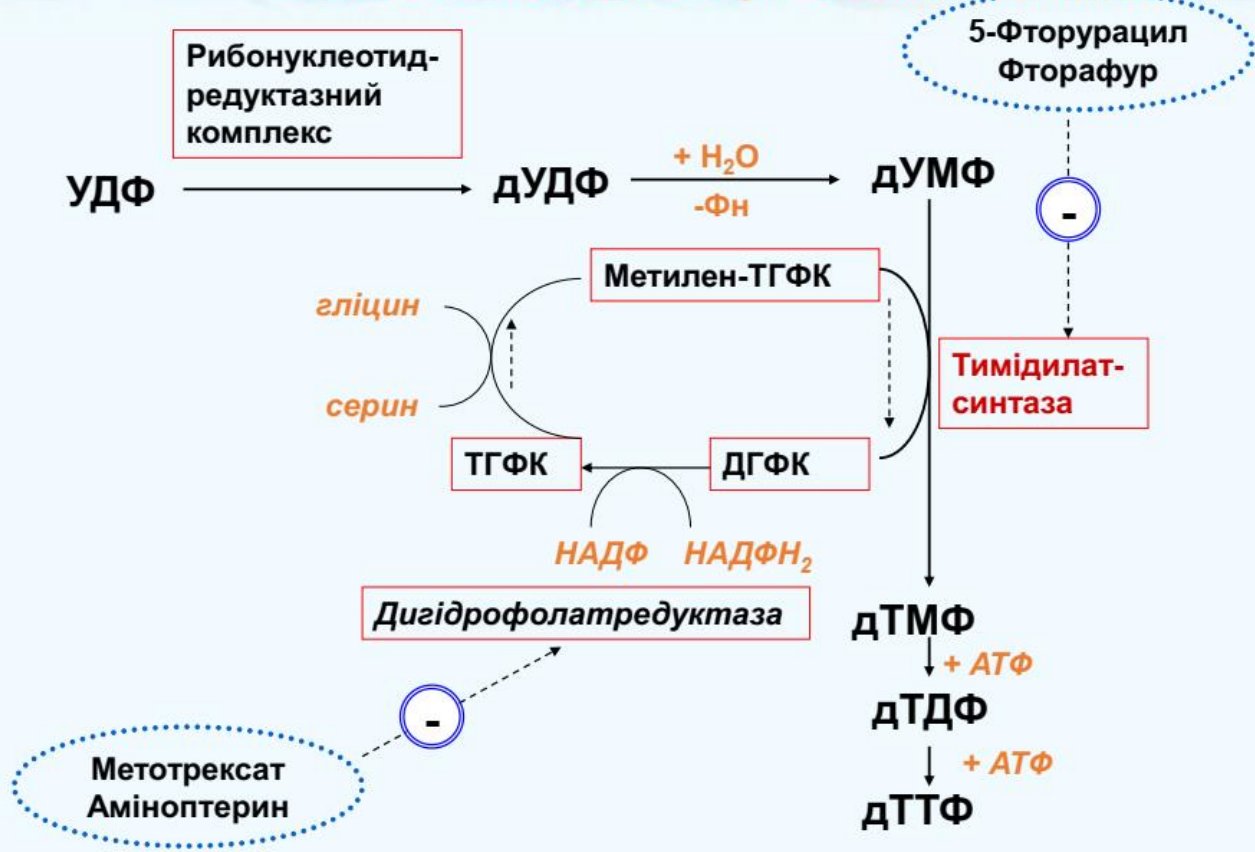 5-Фторурацил
Фторафур
Рибонуклеотид-
редуктазний
комплекс
УДФ
дУДФ
+ H₂O
-Фн
дУМФ
-
Метилен-ТГФК
гліцин
серин
Тимідилат-
синтаза
ТГФК
ДГФК
НАДФ
НАДФН₂
Дигідрофолатредуктаза
дТМФ
+ АТФ
дТДФ
+ АТФ
дТТФ
-
Метотрексат
Аміноптерин